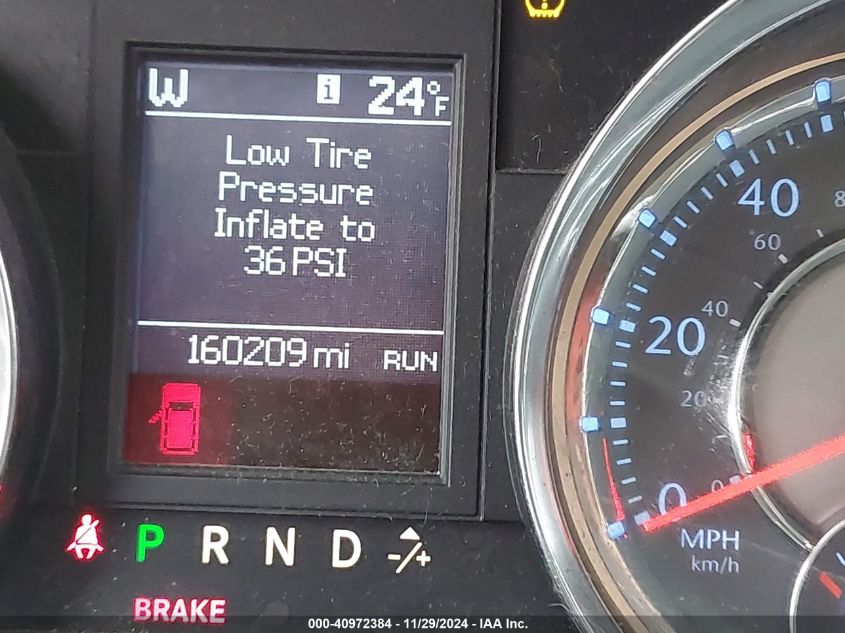 W i 24°F
Low Tire
Pressure
Inflate to
36 PSI
160209 mi RUN
P R N D -/+
BRAKE
40
60
20
40
20
0
0
MPH
km/h
000-40972384 - 11/29/2024 - IAA Inc.